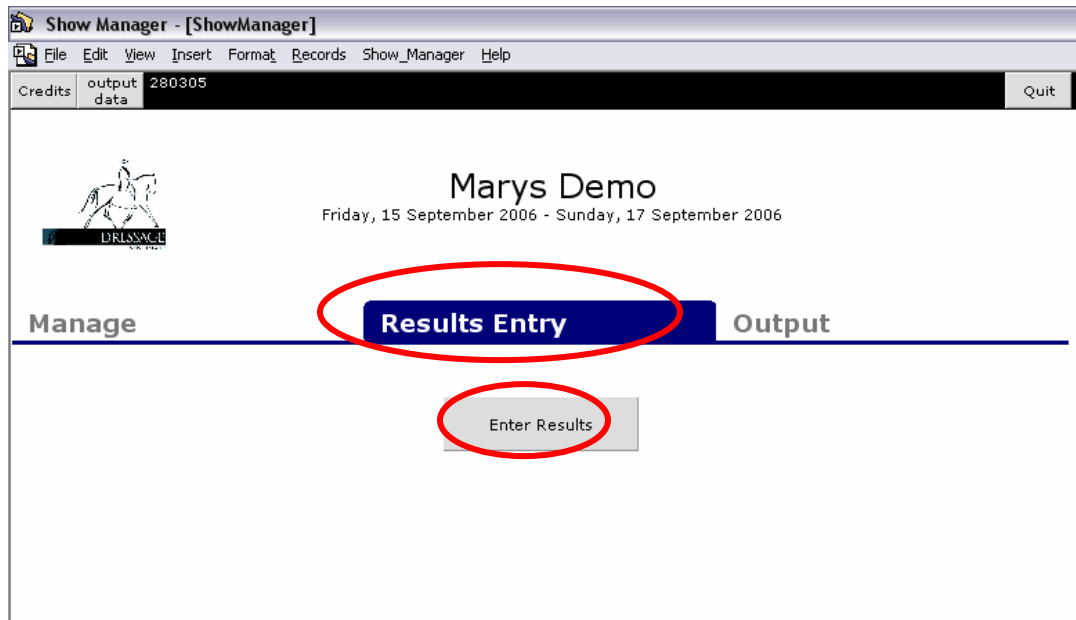 Show Manager - [ShowManager]
File Edit View Insert Format Records Show_Manager Help
Credits output data 280305 Quit
Marys Demo
Friday, 15 September 2006 - Sunday, 17 September 2006
DRESSAGE
Manage Results Entry Output
Enter Results